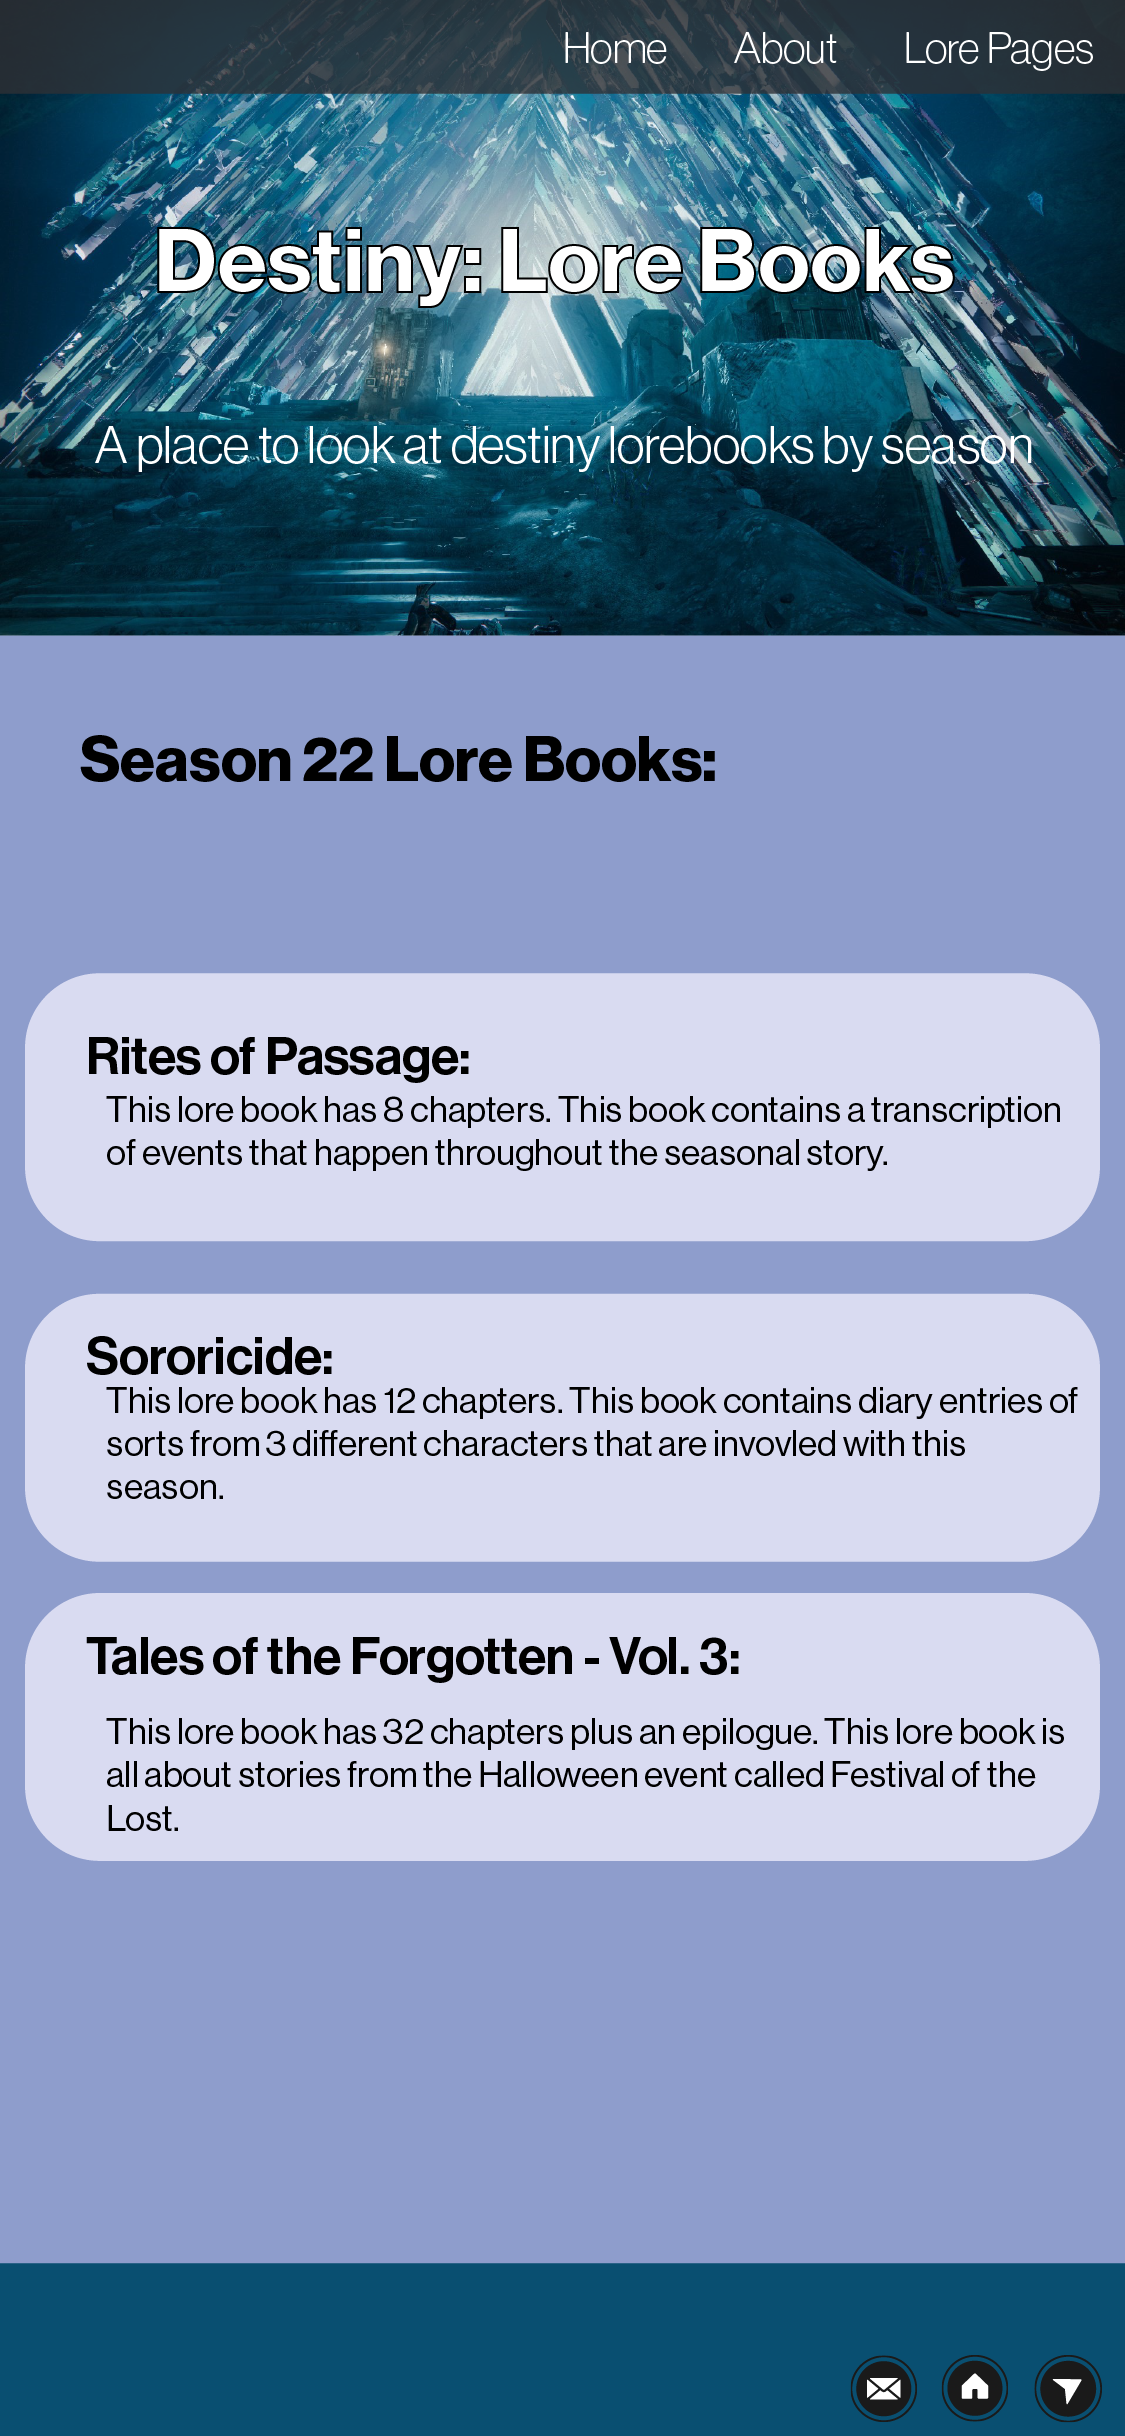 Home About Lore Pages
Destiny: Lore Books
A place to look at destiny lorebooks by season
Season 22 Lore Books:
Rites of Passage:
This lore book has 8 chapters. This book contains a transcription
of events that happen throughout the seasonal story.
Sororicide:
This lore book has 12 chapters. This book contains diary entries of
sorts from 3 different characters that are invovled with this
season.
Tales of the Forgotten - Vol. 3:
This lore book has 32 chapters plus an epilogue. This lore book is
all about stories from the Halloween event called Festival of the
Lost.